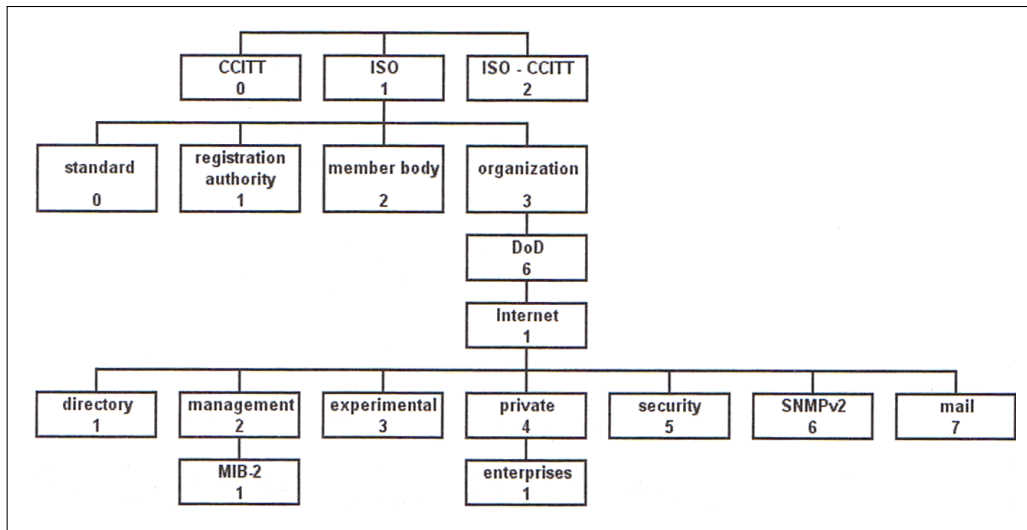 CCITT
0
ISO
1
ISO - CCITT
2
standard
0
registration
authority
1
member body
2
organization
3
DoD
6
Internet
1
directory
1
management
2
experimental
3
private
4
security
5
SNMPv2
6
mail
7
MIB-2
1
enterprises
1